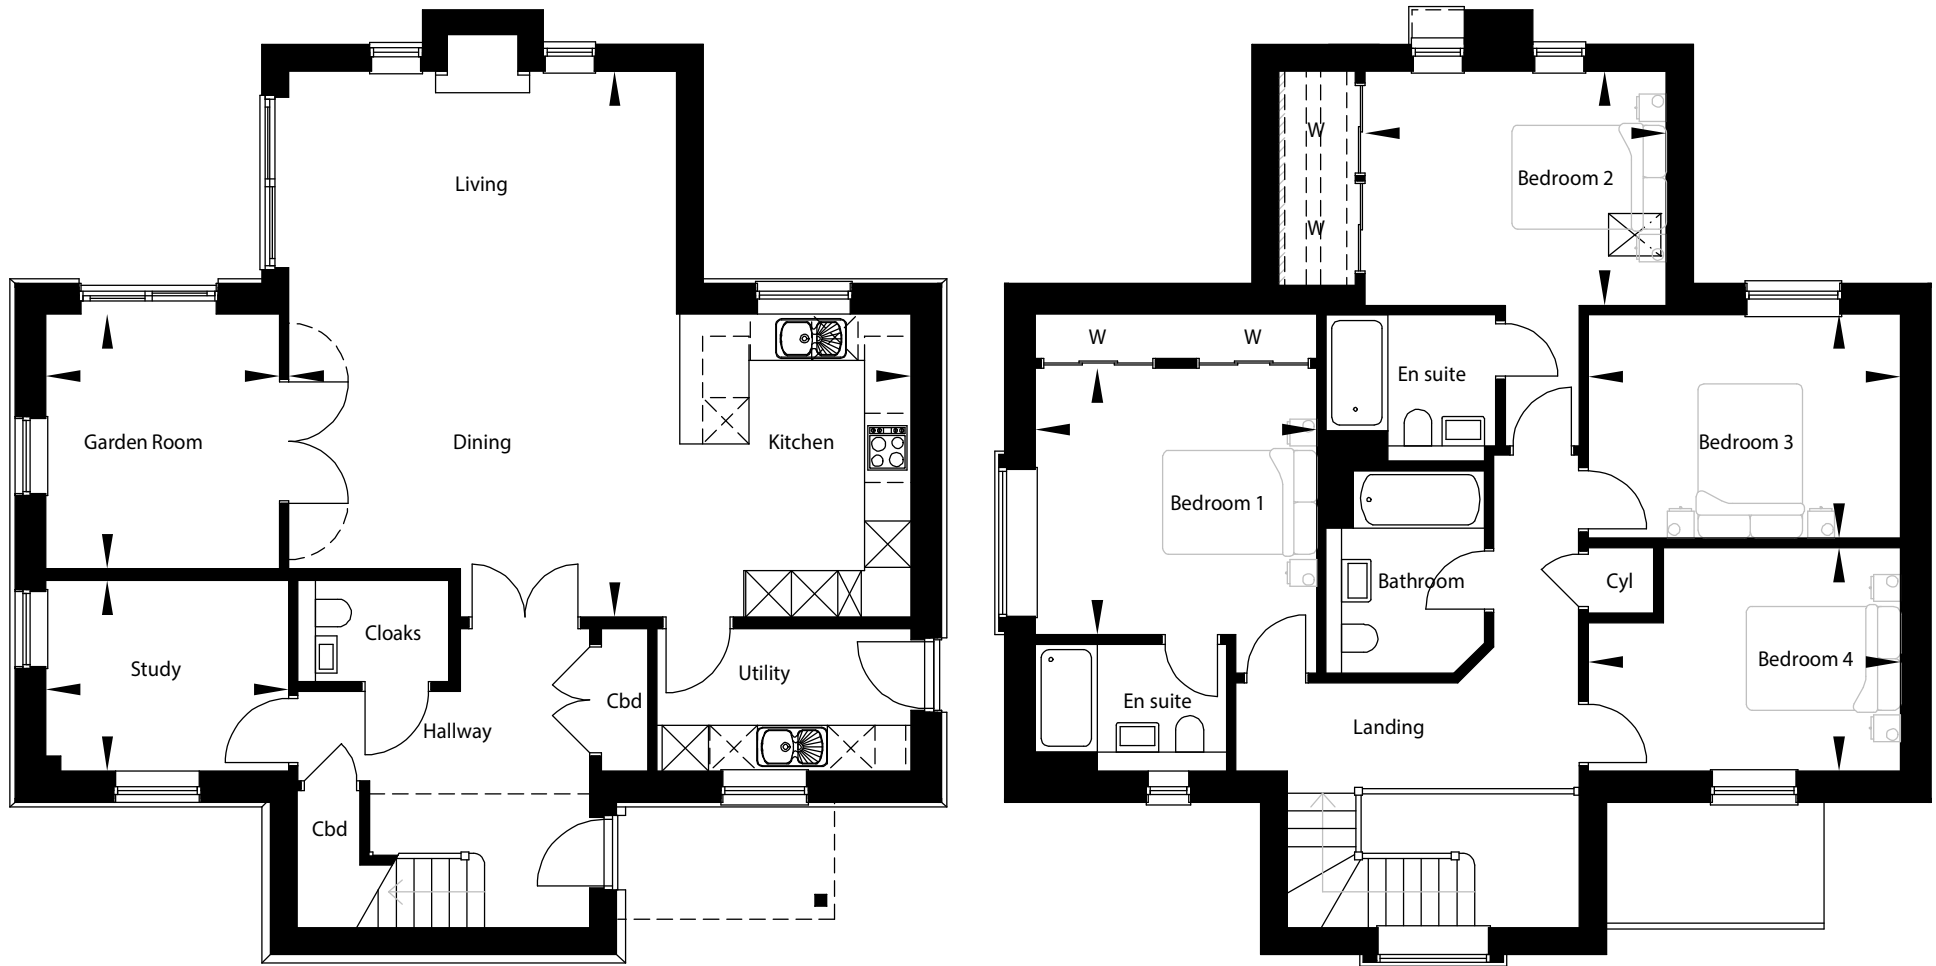 Living
Garden Room
Dining
Kitchen
Study
Cloaks
Hallway
Cbd
Utility
Cbd
W
W
Bedroom 2
W
W
En suite
Bedroom 3
Bedroom 1
Bathroom
Cyl
Bedroom 4
En suite
Landing